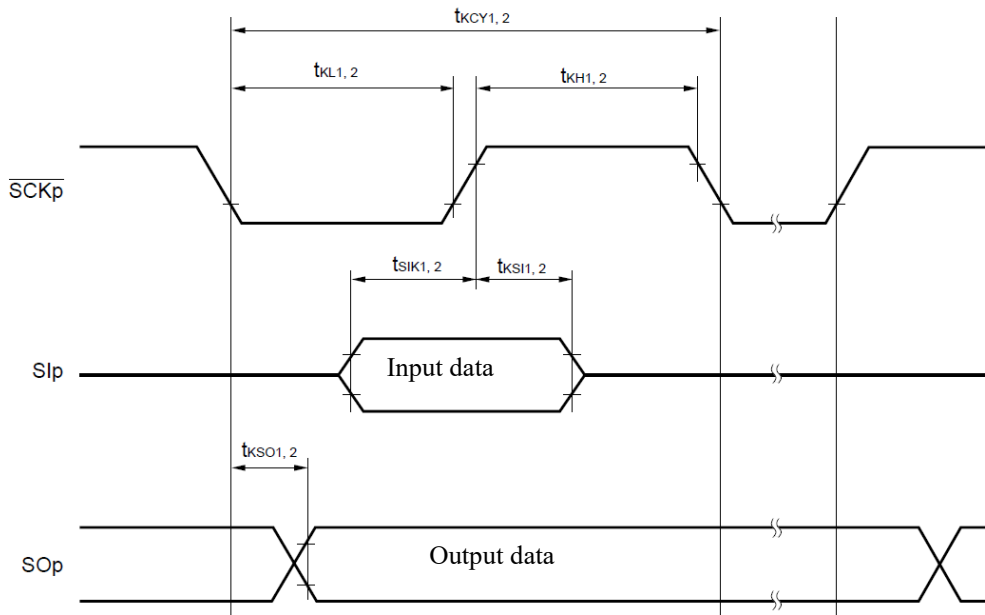 tKCY1, 2
tKL1, 2
tKH1, 2
SCKp
tSIK1, 2
tKSI1, 2
SIp
Input data
tKSO1, 2
SOp
Output data